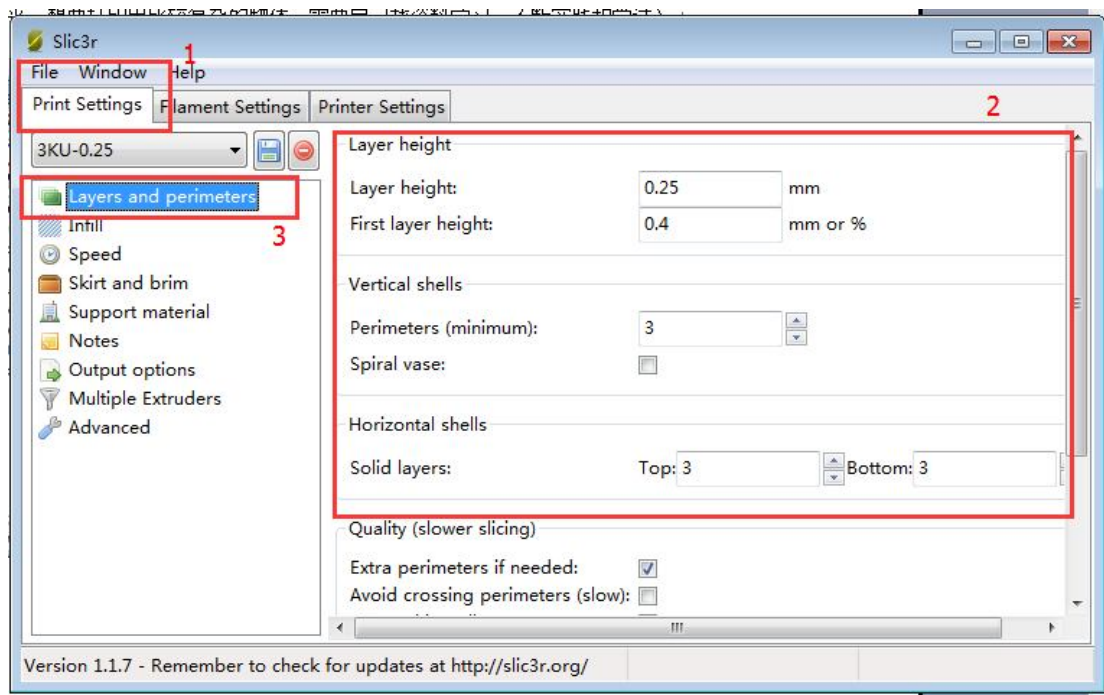 Slic3r
1
File Window Help
Print Settings Filament Settings Printer Settings
2
3KU-0.25
Layers and perimeters
3
Infill
Speed
Skirt and brim
Support material
Notes
Output options
Multiple Extruders
Advanced
Layer height
Layer height: 0.25 mm
First layer height: 0.4 mm or %
Vertical shells
Perimeters (minimum): 3
Spiral vase:
Horizontal shells
Solid layers: Top: 3 Bottom: 3
Quality (slower slicing)
Extra perimeters if needed:
Avoid crossing perimeters (slow):
Version 1.1.7 - Remember to check for updates at http://slic3r.org/